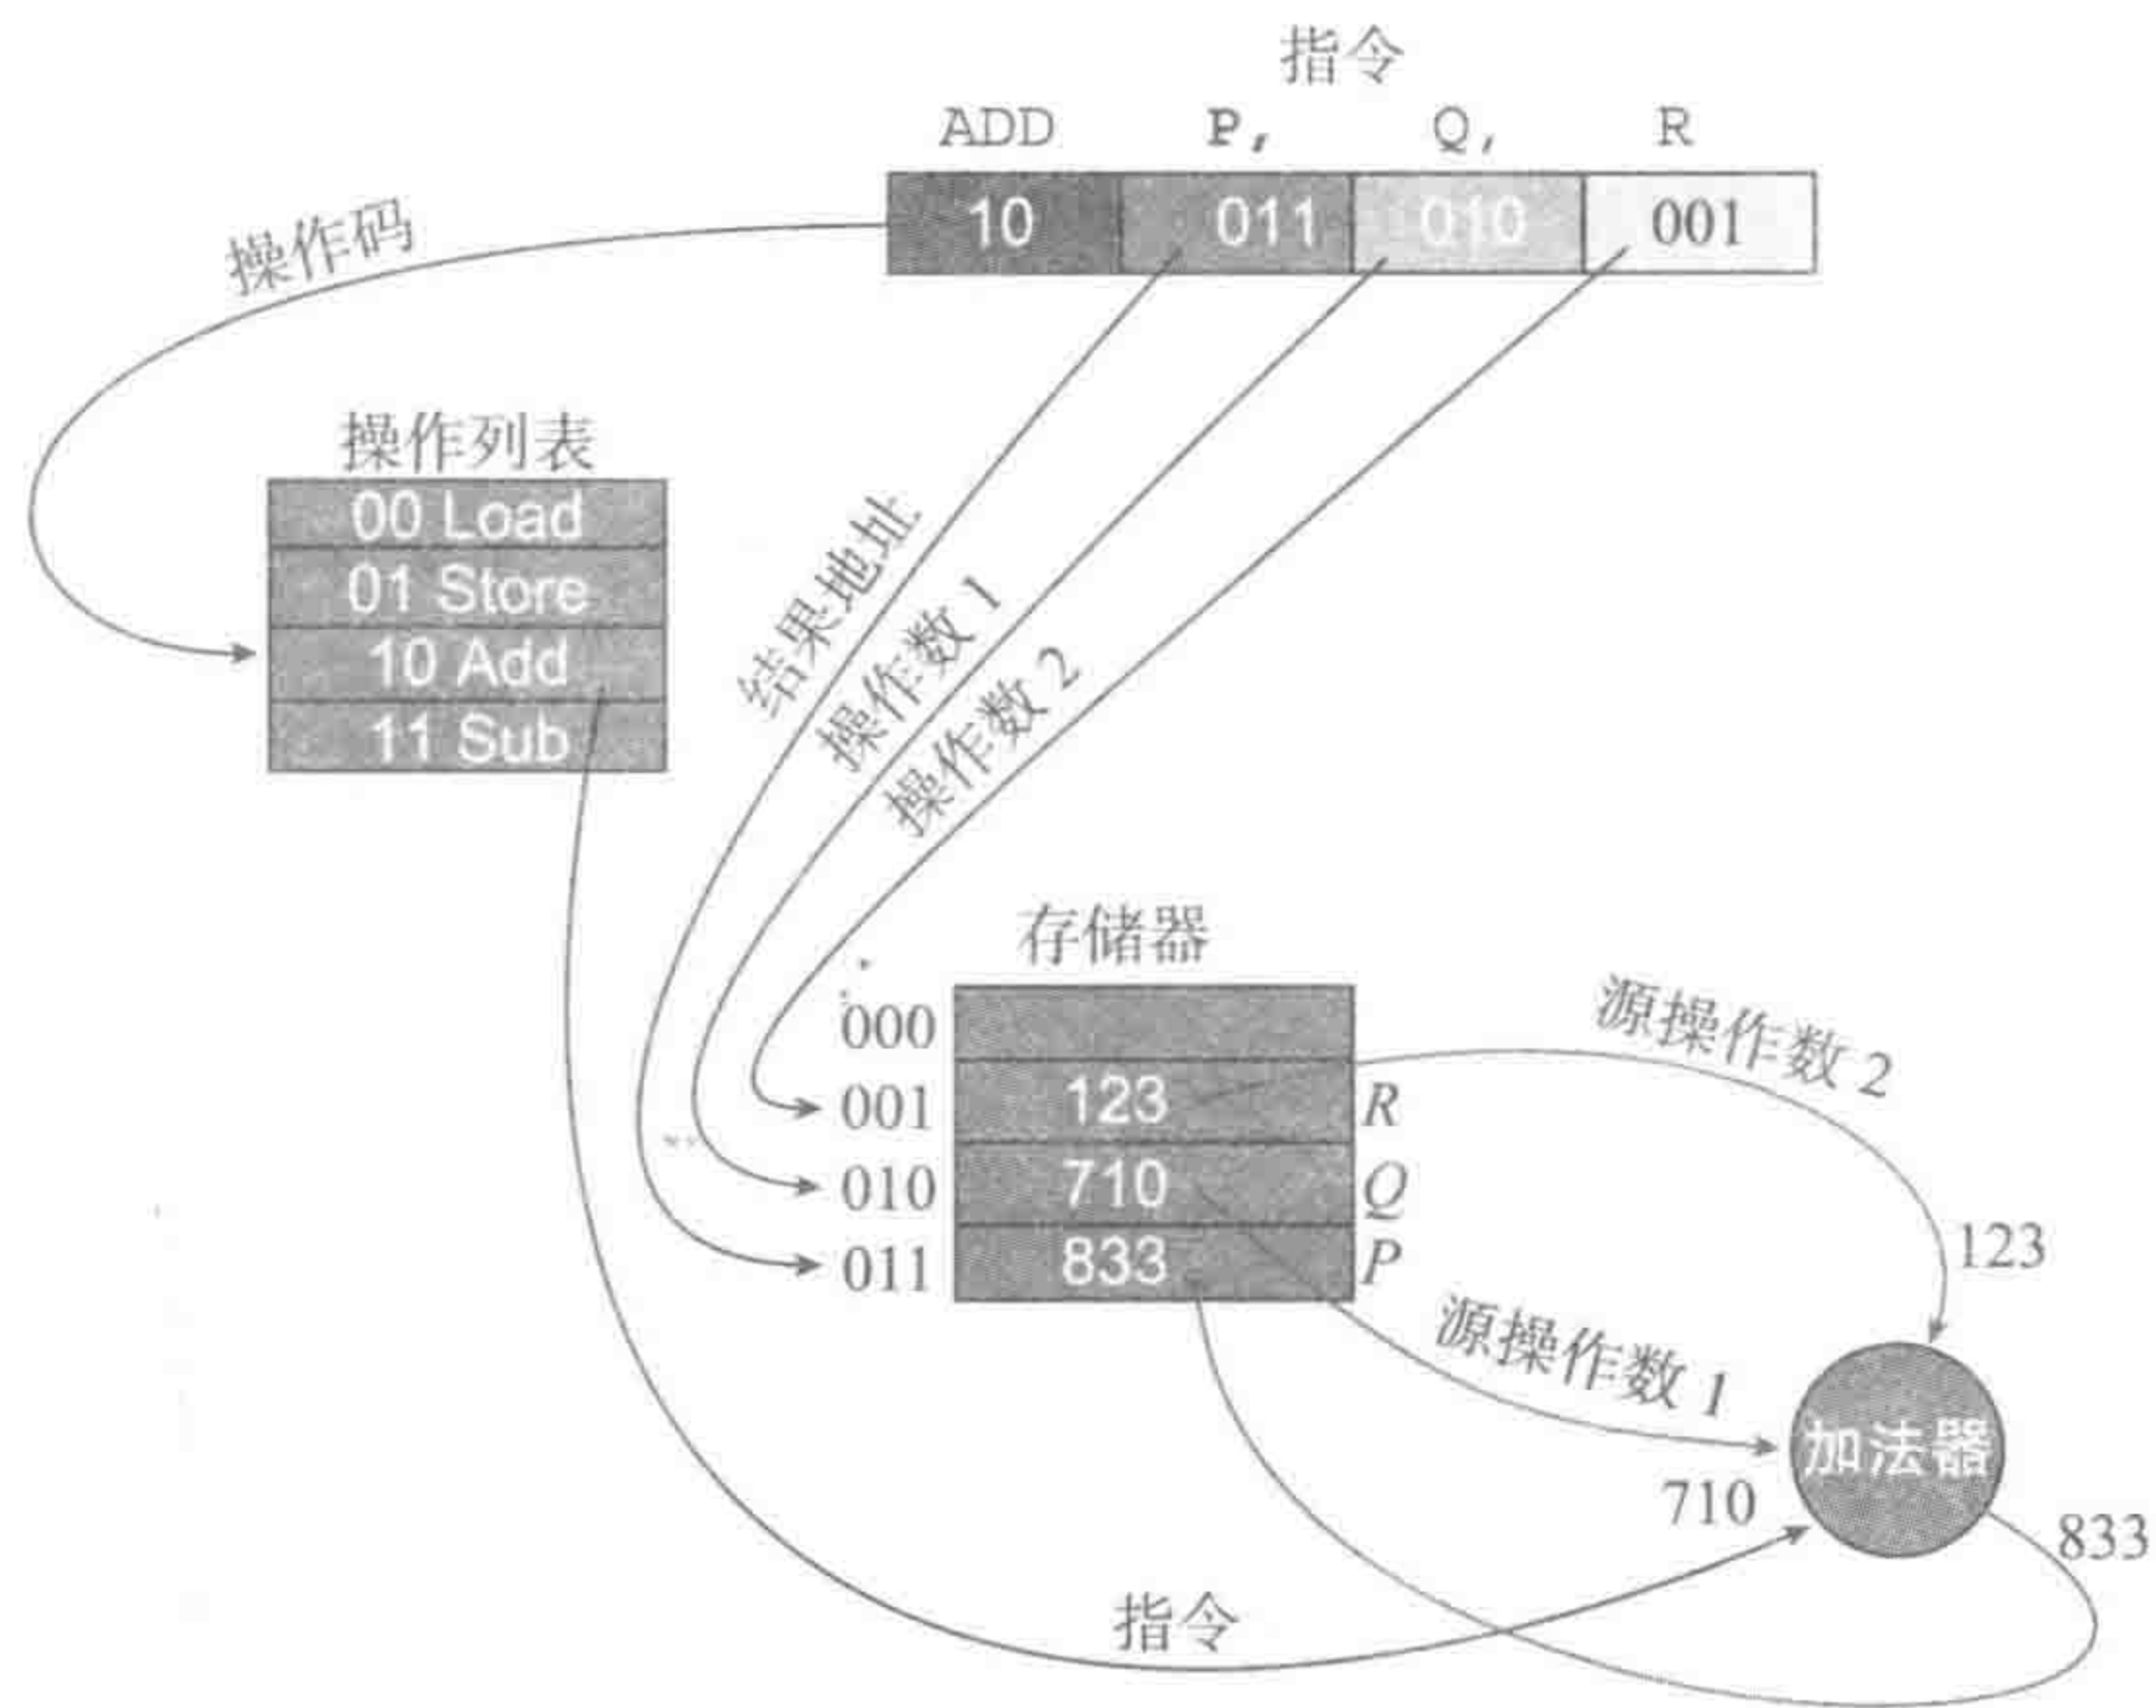 指令
ADD P, Q, R
10 011 010 001
操作码
操作列表
00 Load
01 Store
10 Add
11 Sub
结果地址
操作数 1
操作数 2
存储器
000
001 123 R
010 710 Q
011 833 P
源操作数 2
123
源操作数 1
710
加法器
833
指令